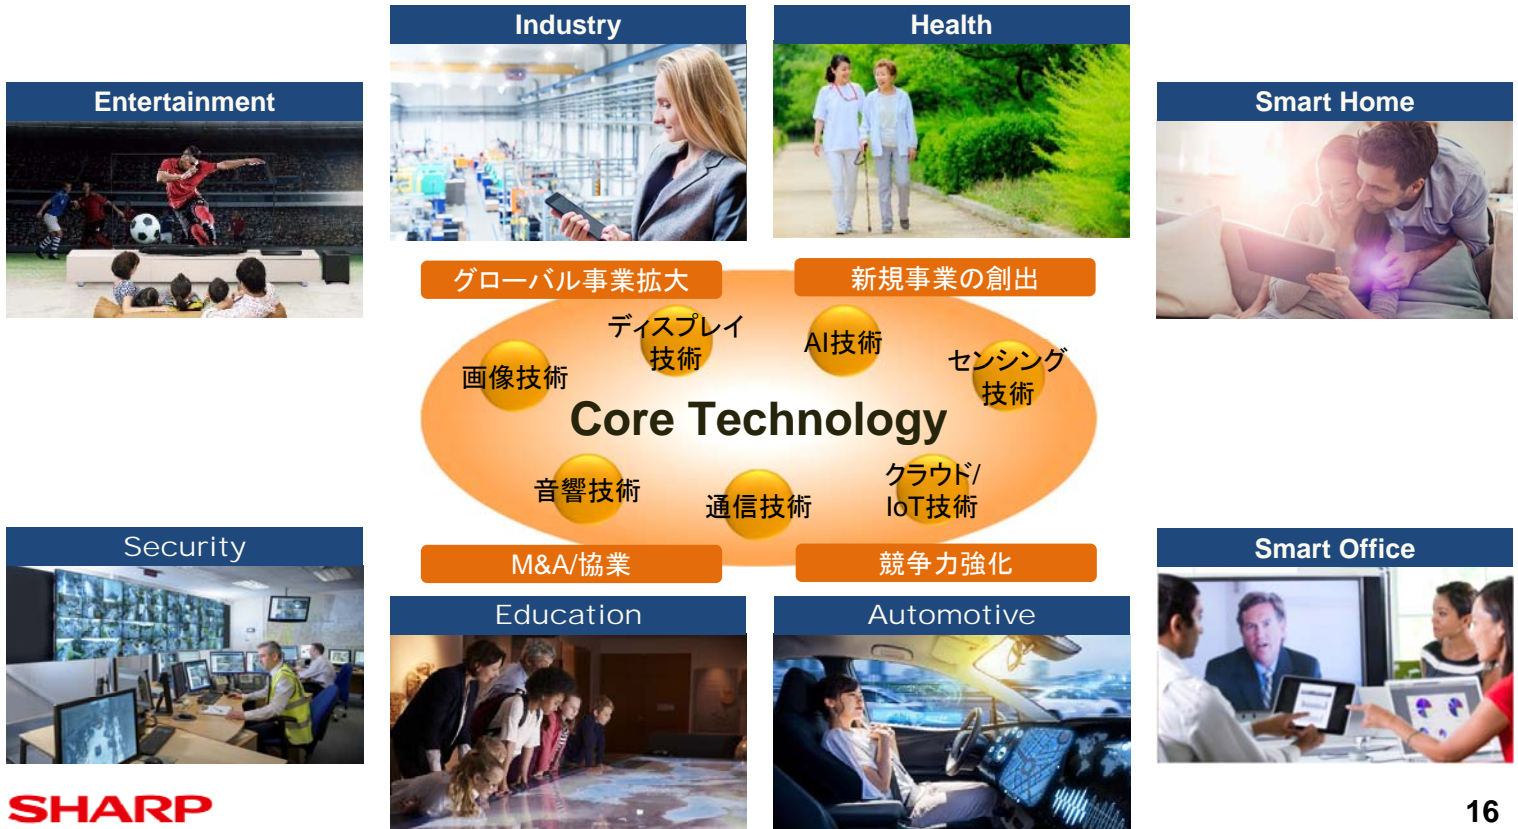 Industry
Health
Entertainment
Smart Home
グローバル事業拡大
新規事業の創出
ディスプレイ
技術
AI技術
センシング
技術
画像技術
Core Technology
音響技術
通信技術
クラウド/
IoT技術
M&A/協業
競争力強化
Security
Smart Office
Education
Automotive
SHARP
16